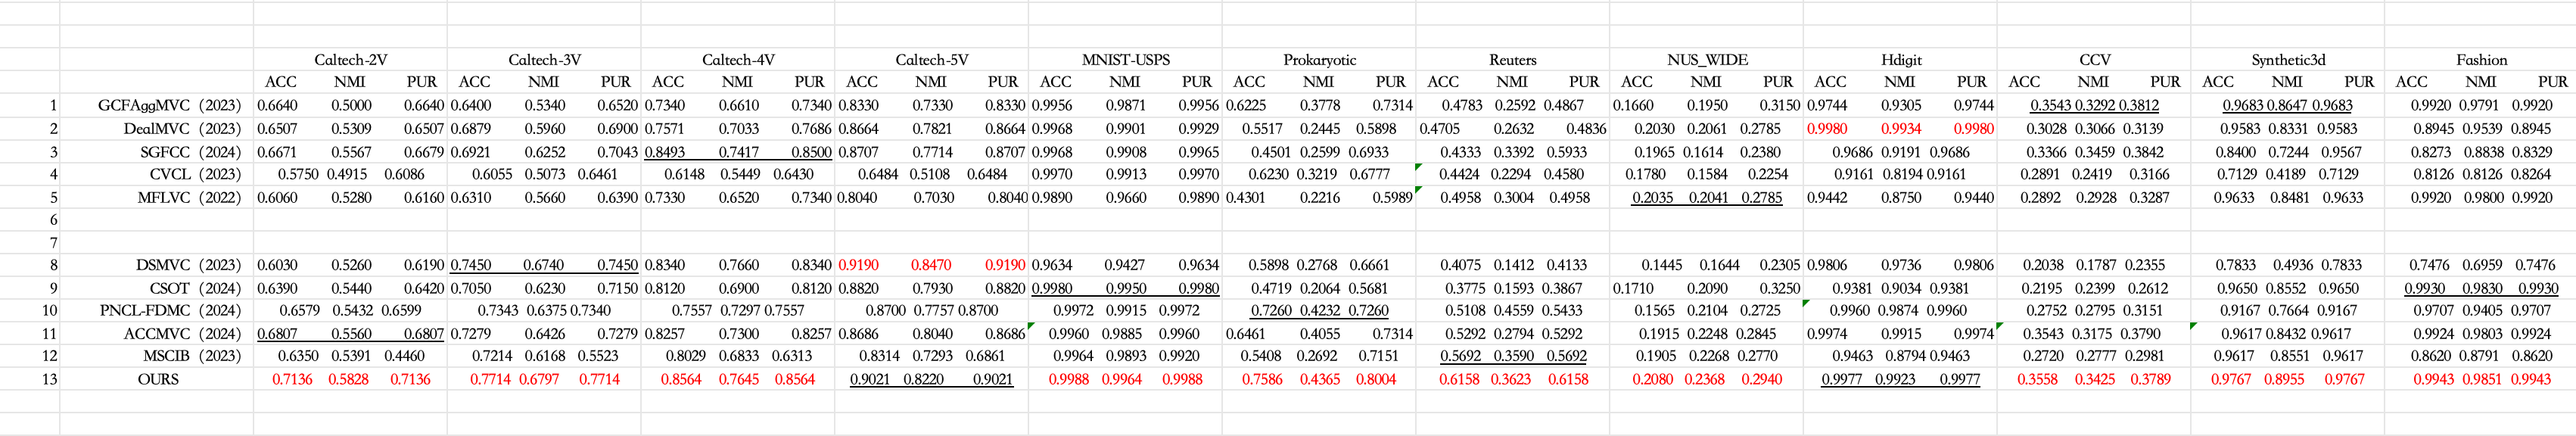 Caltech-2V Caltech-3V Caltech-4V Caltech-5V MNIST-USPS Prokaryotic Reuters NUS_WIDE Hdigit CCV Synthetic3d Fashion
ACC NMI PUR ACC NMI PUR ACC NMI PUR ACC NMI PUR ACC NMI PUR ACC NMI PUR ACC NMI PUR ACC NMI PUR ACC NMI PUR ACC NMI PUR ACC NMI PUR ACC NMI PUR
1 GCFAggMVC (2023) 0.6640 0.5000 0.6640 0.6400 0.5340 0.6520 0.7340 0.6610 0.7340 0.8330 0.7330 0.8330 0.9956 0.9871 0.9956 0.6225 0.3778 0.7314 0.4783 0.2592 0.4867 0.1660 0.1950 0.3150 0.9744 0.9305 0.9744 0.3543 0.3292 0.3812 0.9683 0.8647 0.9683 0.9920 0.9791 0.9920
2 DealMVC (2023) 0.6507 0.5309 0.6507 0.6879 0.5960 0.6900 0.7571 0.7033 0.7686 0.8664 0.7821 0.8664 0.9968 0.9901 0.9929 0.5517 0.2445 0.5898 0.4705 0.2632 0.4836 0.2030 0.2061 0.2785 0.9980 0.9934 0.9980 0.3028 0.3066 0.3139 0.9583 0.8331 0.9583 0.8945 0.9539 0.8945
3 SGFCC (2024) 0.6671 0.5567 0.6679 0.6921 0.6252 0.7043 0.8493 0.7417 0.8500 0.8707 0.7714 0.8707 0.9968 0.9908 0.9965 0.4501 0.2599 0.6933 0.4333 0.3392 0.5933 0.1965 0.1614 0.2380 0.9686 0.9191 0.9686 0.3366 0.3459 0.3842 0.8400 0.7244 0.9567 0.8273 0.8838 0.8329
4 CVCL (2023) 0.5750 0.4915 0.6086 0.6055 0.5073 0.6461 0.6148 0.5449 0.6430 0.6484 0.5108 0.6484 0.9970 0.9913 0.9970 0.6230 0.3219 0.6777 0.4424 0.2294 0.4580 0.1780 0.1584 0.2254 0.9161 0.8194 0.9161 0.2891 0.2419 0.3166 0.7129 0.4189 0.7129 0.8126 0.8126 0.8264
5 MFLVC (2022) 0.6060 0.5280 0.6160 0.6310 0.5660 0.6390 0.7330 0.6520 0.7340 0.8040 0.7030 0.8040 0.9890 0.9660 0.9890 0.4301 0.2216 0.5989 0.4958 0.3004 0.4958 0.2035 0.2041 0.2785 0.9442 0.8750 0.9440 0.2892 0.2928 0.3287 0.9633 0.8481 0.9633 0.9920 0.9800 0.9920
6
7
8 DSMVC (2023) 0.6030 0.5260 0.6190 0.7450 0.6740 0.7450 0.8340 0.7660 0.8340 0.9190 0.8470 0.9190 0.9634 0.9427 0.9634 0.5898 0.2768 0.6661 0.4075 0.1412 0.4133 0.1445 0.1644 0.2305 0.9806 0.9736 0.9806 0.2038 0.1787 0.2355 0.7833 0.4936 0.7833 0.7476 0.6959 0.7476
9 CSOT (2024) 0.6390 0.5440 0.6420 0.7050 0.6230 0.7150 0.8120 0.6900 0.8120 0.8820 0.7930 0.8820 0.9980 0.9950 0.9980 0.4719 0.2064 0.5681 0.3775 0.1593 0.3867 0.1710 0.2090 0.3250 0.9381 0.9034 0.9381 0.2195 0.2399 0.2612 0.9650 0.8552 0.9650 0.9930 0.9830 0.9930
10 PNCL-FDMC (2024) 0.6579 0.5432 0.6599 0.7343 0.6375 0.7340 0.7557 0.7297 0.7557 0.8700 0.7757 0.8700 0.9972 0.9915 0.9972 0.7260 0.4232 0.7260 0.5108 0.4559 0.5433 0.1565 0.2104 0.2725 0.9960 0.9874 0.9960 0.2752 0.2795 0.3151 0.9167 0.7664 0.9167 0.9707 0.9405 0.9707
11 ACCMVC (2024) 0.6807 0.5560 0.6807 0.7279 0.6426 0.7279 0.8257 0.7300 0.8257 0.8686 0.8040 0.8686 0.9960 0.9885 0.9960 0.6461 0.4055 0.7314 0.5292 0.2794 0.5292 0.1915 0.2248 0.2845 0.9974 0.9915 0.9974 0.3543 0.3175 0.3790 0.9617 0.8432 0.9617 0.9924 0.9803 0.9924
12 MSCIB (2023) 0.6350 0.5391 0.4460 0.7214 0.6168 0.5523 0.8029 0.6833 0.6313 0.8314 0.7293 0.6861 0.9964 0.9893 0.9920 0.5408 0.2692 0.7151 0.5692 0.3590 0.5692 0.1905 0.2268 0.2770 0.9463 0.8794 0.9463 0.2720 0.2777 0.2981 0.9617 0.8551 0.9617 0.8620 0.8791 0.8620
13 OURS 0.7136 0.5828 0.7136 0.7714 0.6797 0.7714 0.8564 0.7645 0.8564 0.9021 0.8220 0.9021 0.9988 0.9964 0.9988 0.7586 0.4365 0.8004 0.6158 0.3623 0.6158 0.2080 0.2368 0.2940 0.9977 0.9923 0.9977 0.3558 0.3425 0.3789 0.9767 0.8955 0.9767 0.9943 0.9851 0.9943